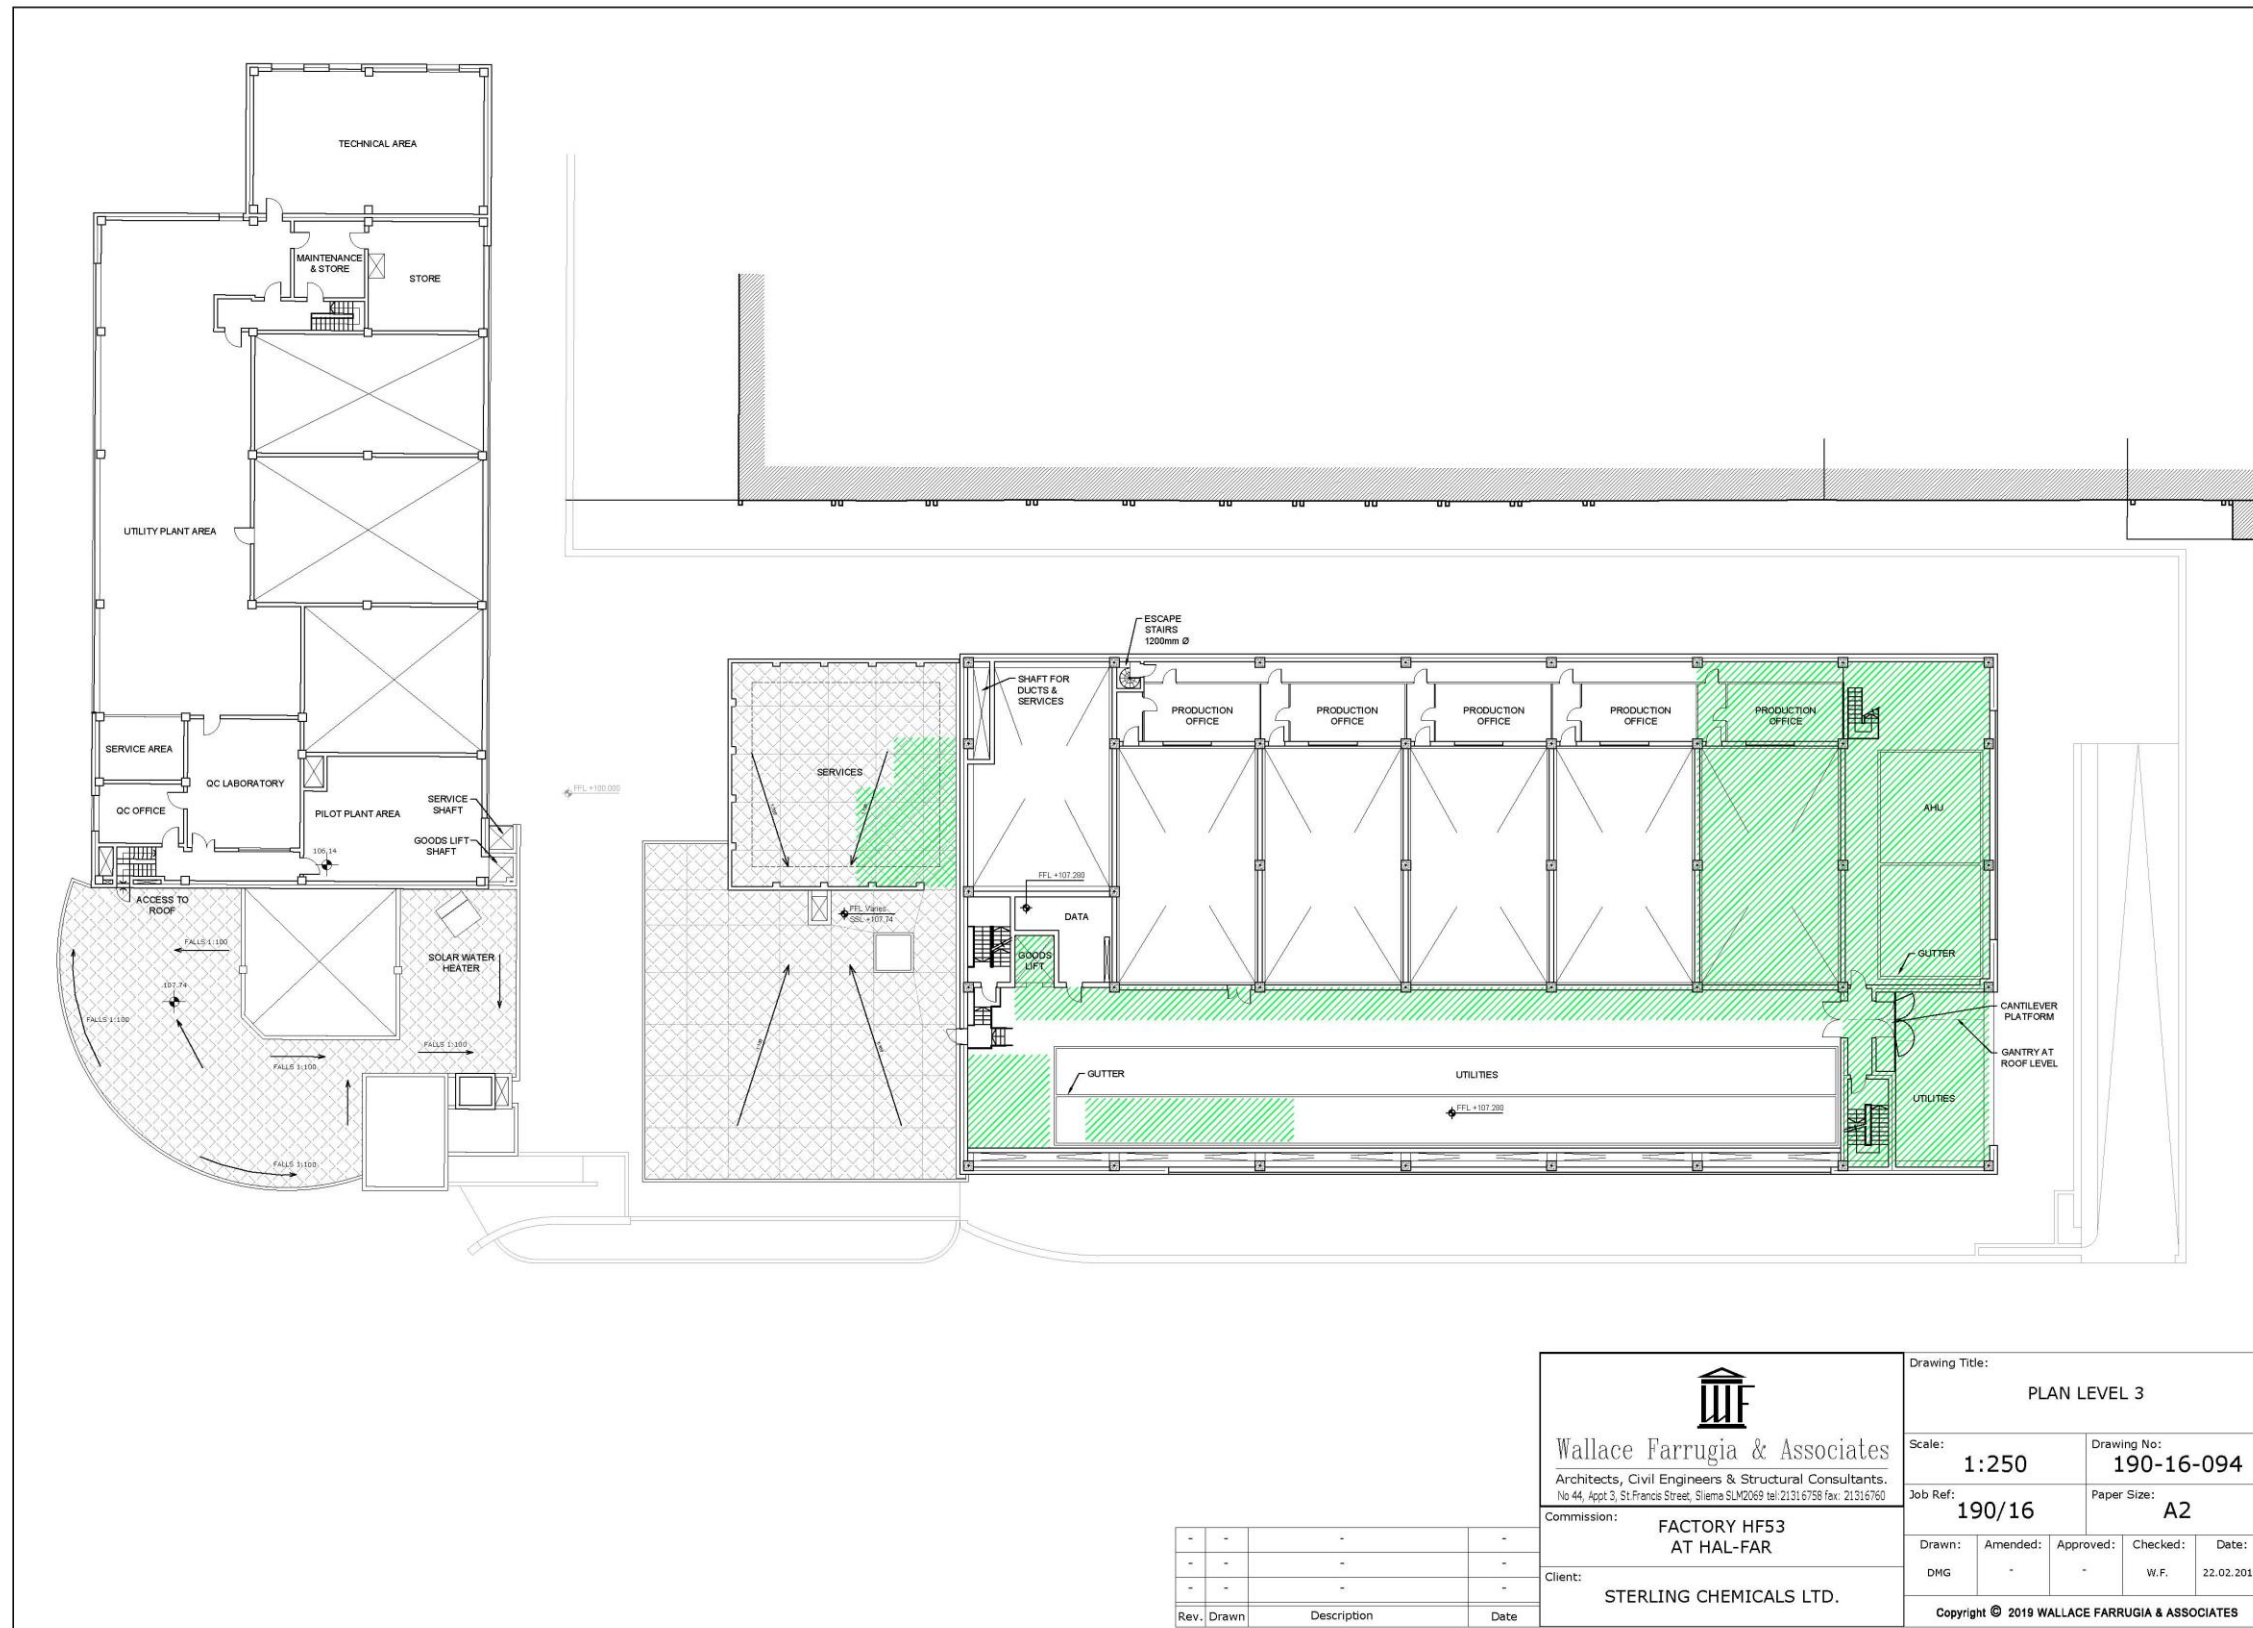 TECHNICAL AREA
MAINTENANCE
& STORE
STORE
UTILITY PLANT AREA
SERVICE AREA
QC LABORATORY
QC OFFICE
PILOT PLANT AREA
SERVICE
SHAFT
GOODS LIFT
SHAFT
106.14
ACCESS TO
ROOF
FALLS 1:100
SOLAR WATER
HEATER
107.74
FALLS 1:100
FALLS 1:100
FALLS 1:100
FALLS 1:100
FFL +100.000
ESCAPE
STAIRS
1200mm Ø
SHAFT FOR
DUCTS &
SERVICES
PRODUCTION
OFFICE
PRODUCTION
OFFICE
PRODUCTION
OFFICE
PRODUCTION
OFFICE
PRODUCTION
OFFICE
SERVICES
AHU
FFL +107.280
FFL Varies
SSL +107.74
DATA
GOODS
LIFT
GUTTER
CANTILEVER
PLATFORM
GANTRY AT
ROOF LEVEL
GUTTER
UTILITIES
UTILITIES
FFL +107.280
Wallace Farrugia & Associates
Architects, Civil Engineers & Structural Consultants.
No 44, Appt 3, St.Francis Street, Sliema SLM2069 tel:21316758 fax: 21316760
Commission:
FACTORY HF53
AT HAL-FAR
Client:
STERLING CHEMICALS LTD.
Drawing Title:
PLAN LEVEL 3
Scale:
1:250
Drawing No:
190-16-094
Job Ref:
190/16
Paper Size:
A2
Drawn: Amended: Approved: Checked: Date:
DMG - - W.F. 22.02.201
Copyright © 2019 WALLACE FARRUGIA & ASSOCIATES
- - - -
- - - -
- - - -
Rev. Drawn Description Date